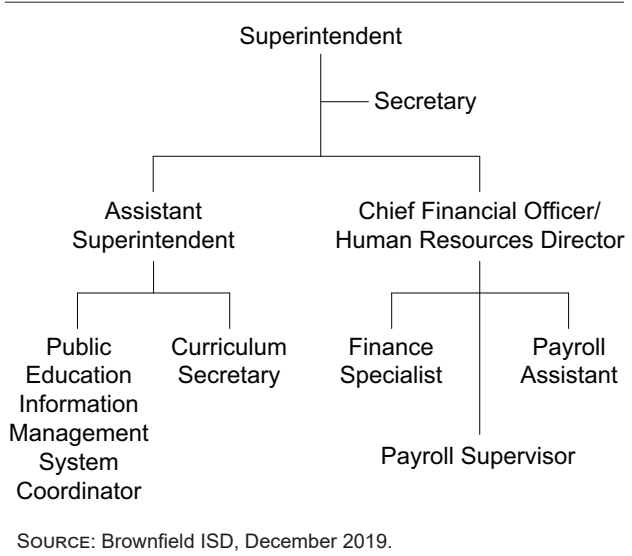 Superintendent
Secretary
Assistant
Superintendent
Chief Financial Officer/
Human Resources Director
Public
Education
Information
Management
System
Coordinator
Curriculum
Secretary
Finance
Specialist
Payroll
Assistant
Payroll Supervisor
SOURCE: Brownfield ISD, December 2019.